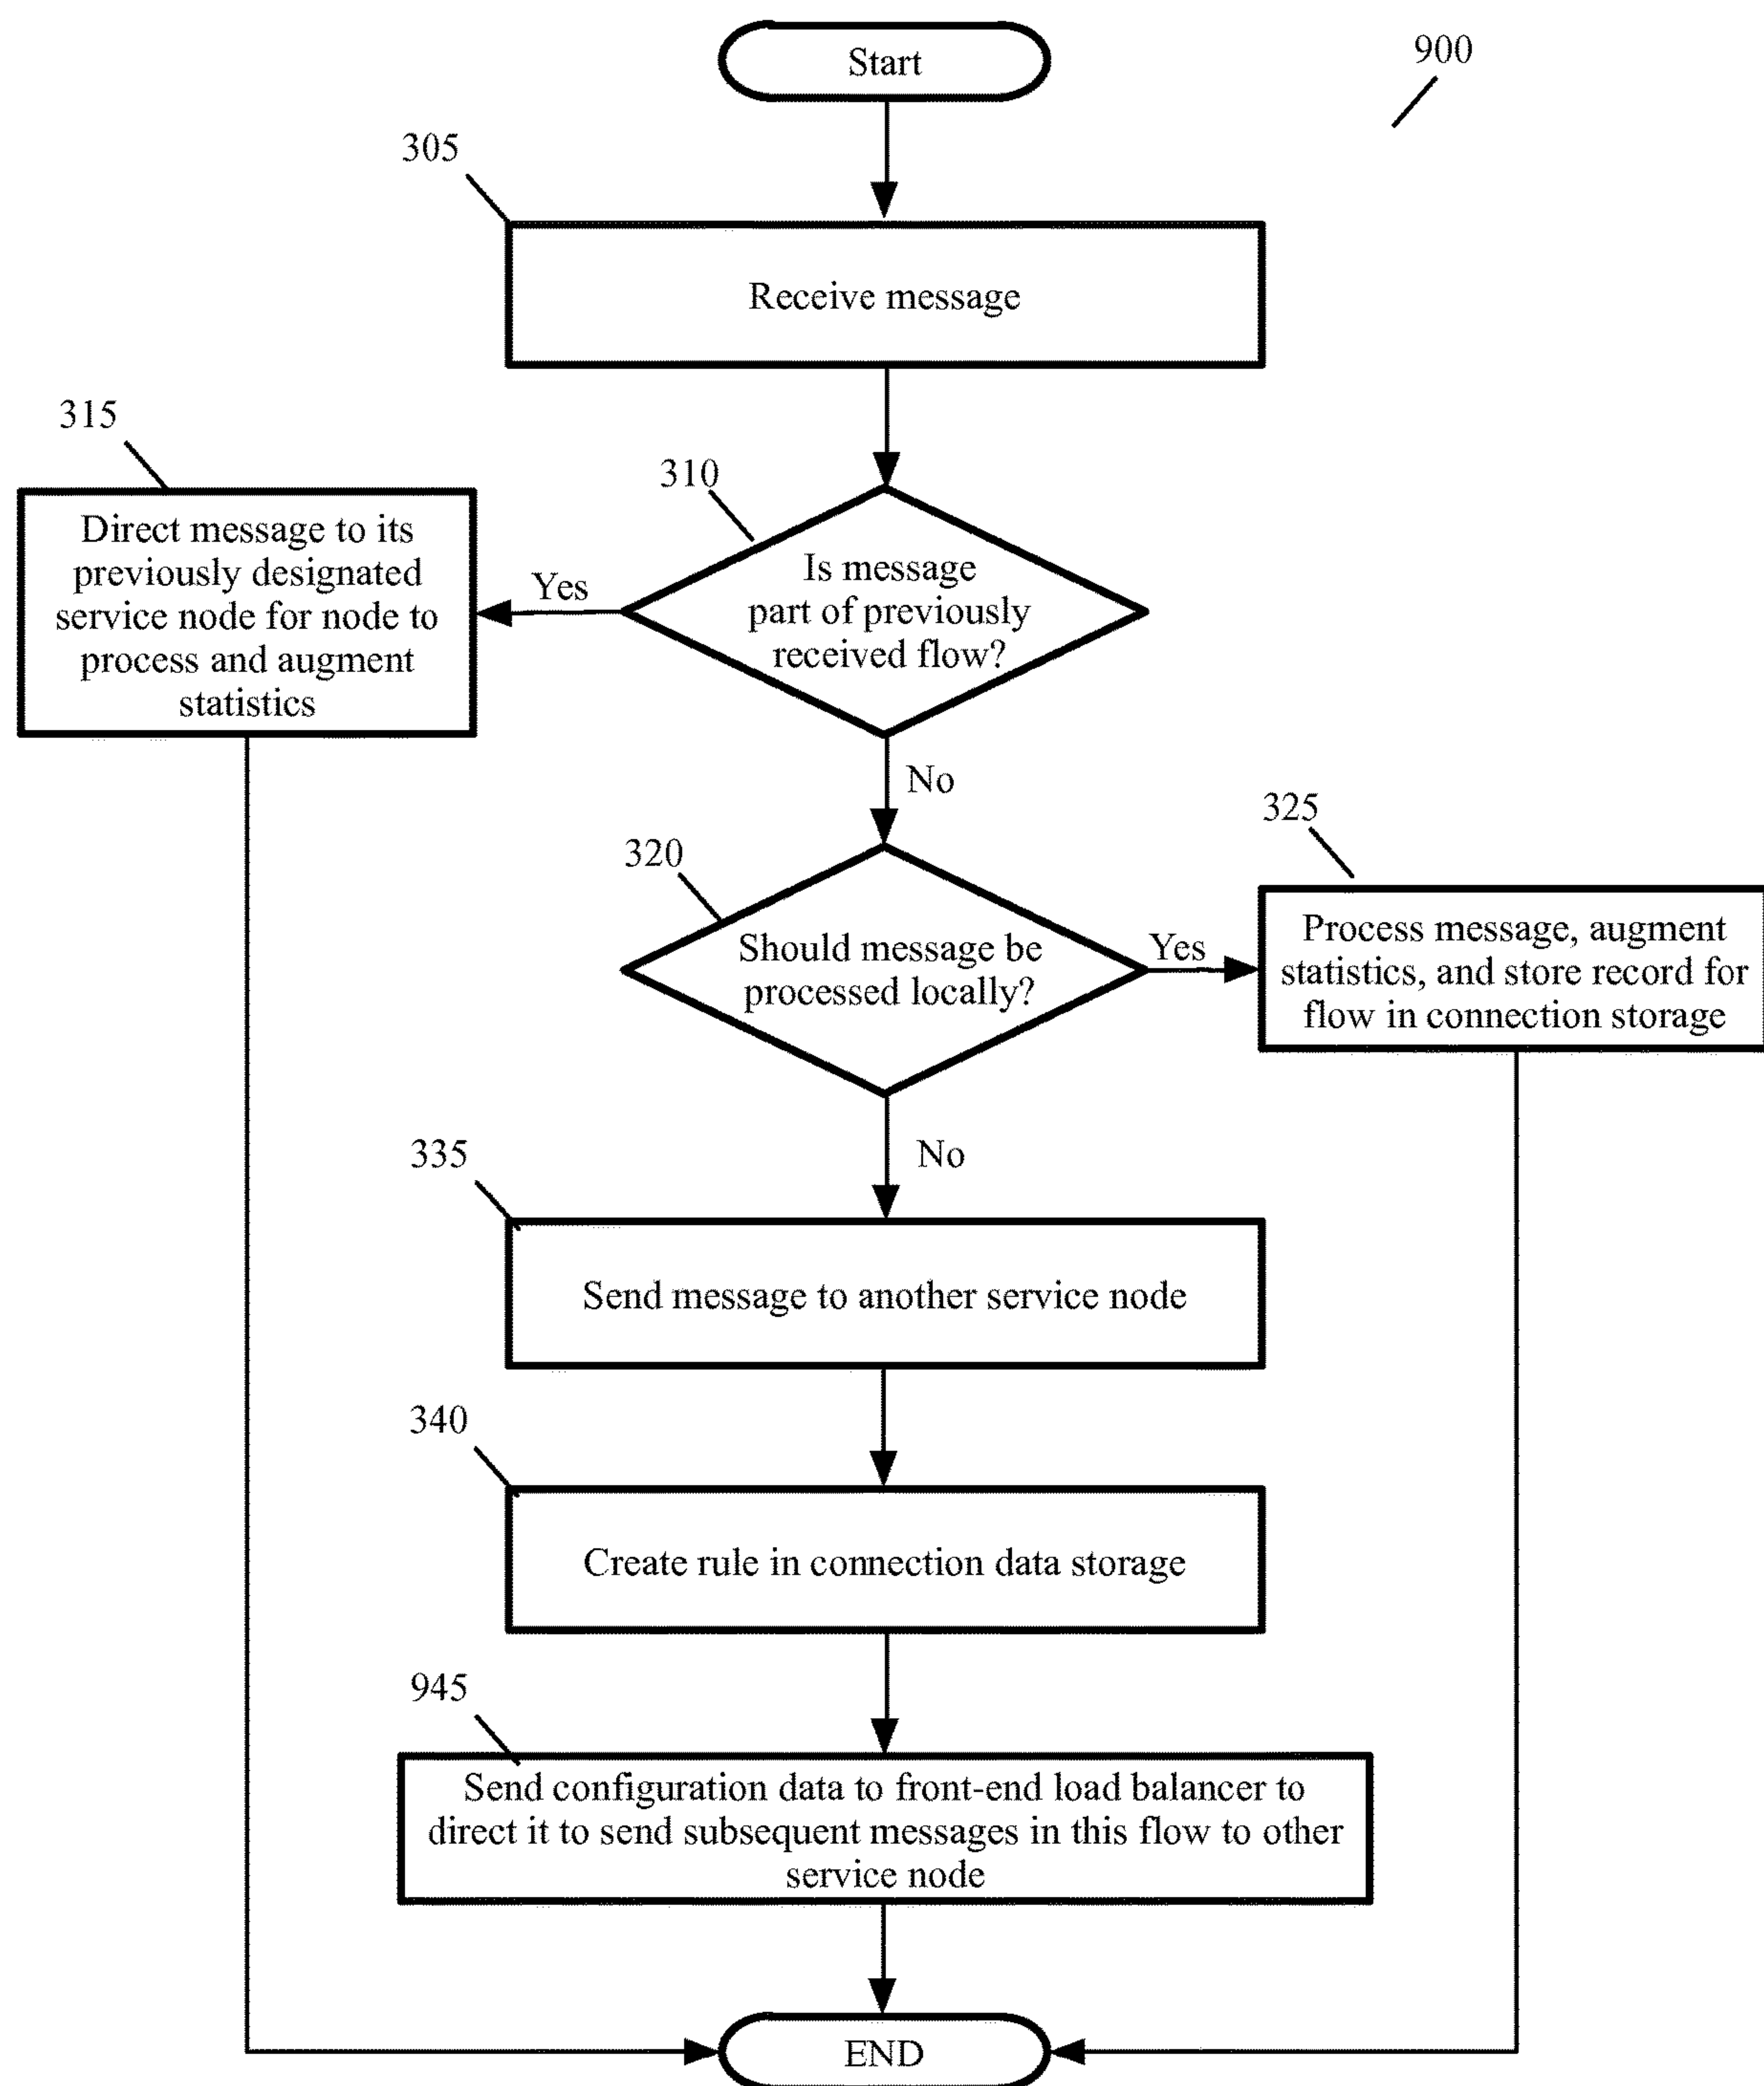 Start
900
305
Receive message
315
310
Direct message to its
previously designated
service node for node to
process and augment
statistics
Yes
Is message
part of previously
received flow?
No
325
320
Should message be
processed locally?
Yes
Process message, augment
statistics, and store record for
flow in connection storage
No
335
Send message to another service node
340
Create rule in connection data storage
945
Send configuration data to front-end load balancer to
direct it to send subsequent messages in this flow to other
service node
END